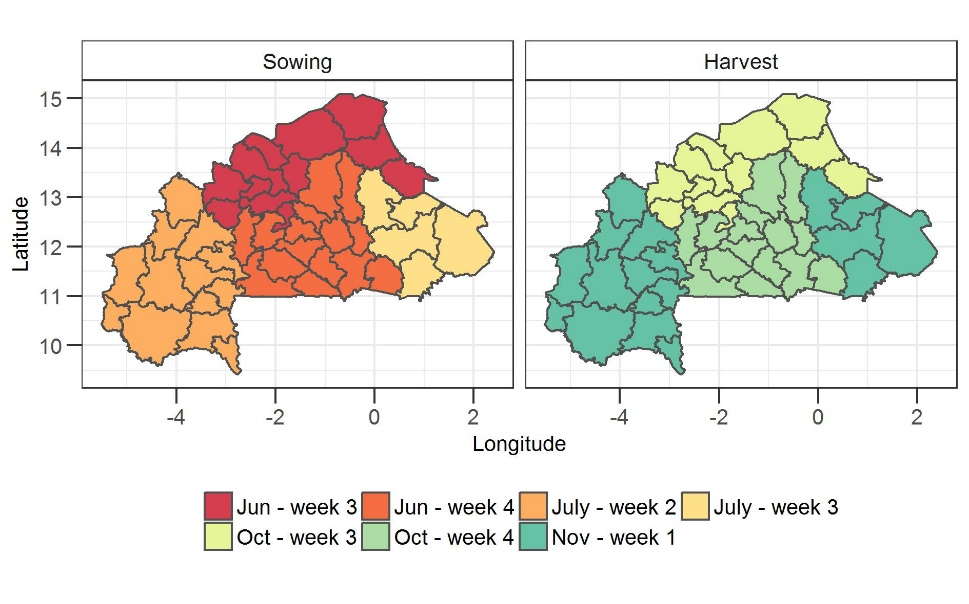 Sowing Harvest
15
14
13
12
11
10
Latitude
-4 -2 0 2 -4 -2 0 2
Longitude
Jun - week 3 Jun - week 4 July - week 2 July - week 3
Oct - week 3 Oct - week 4 Nov - week 1